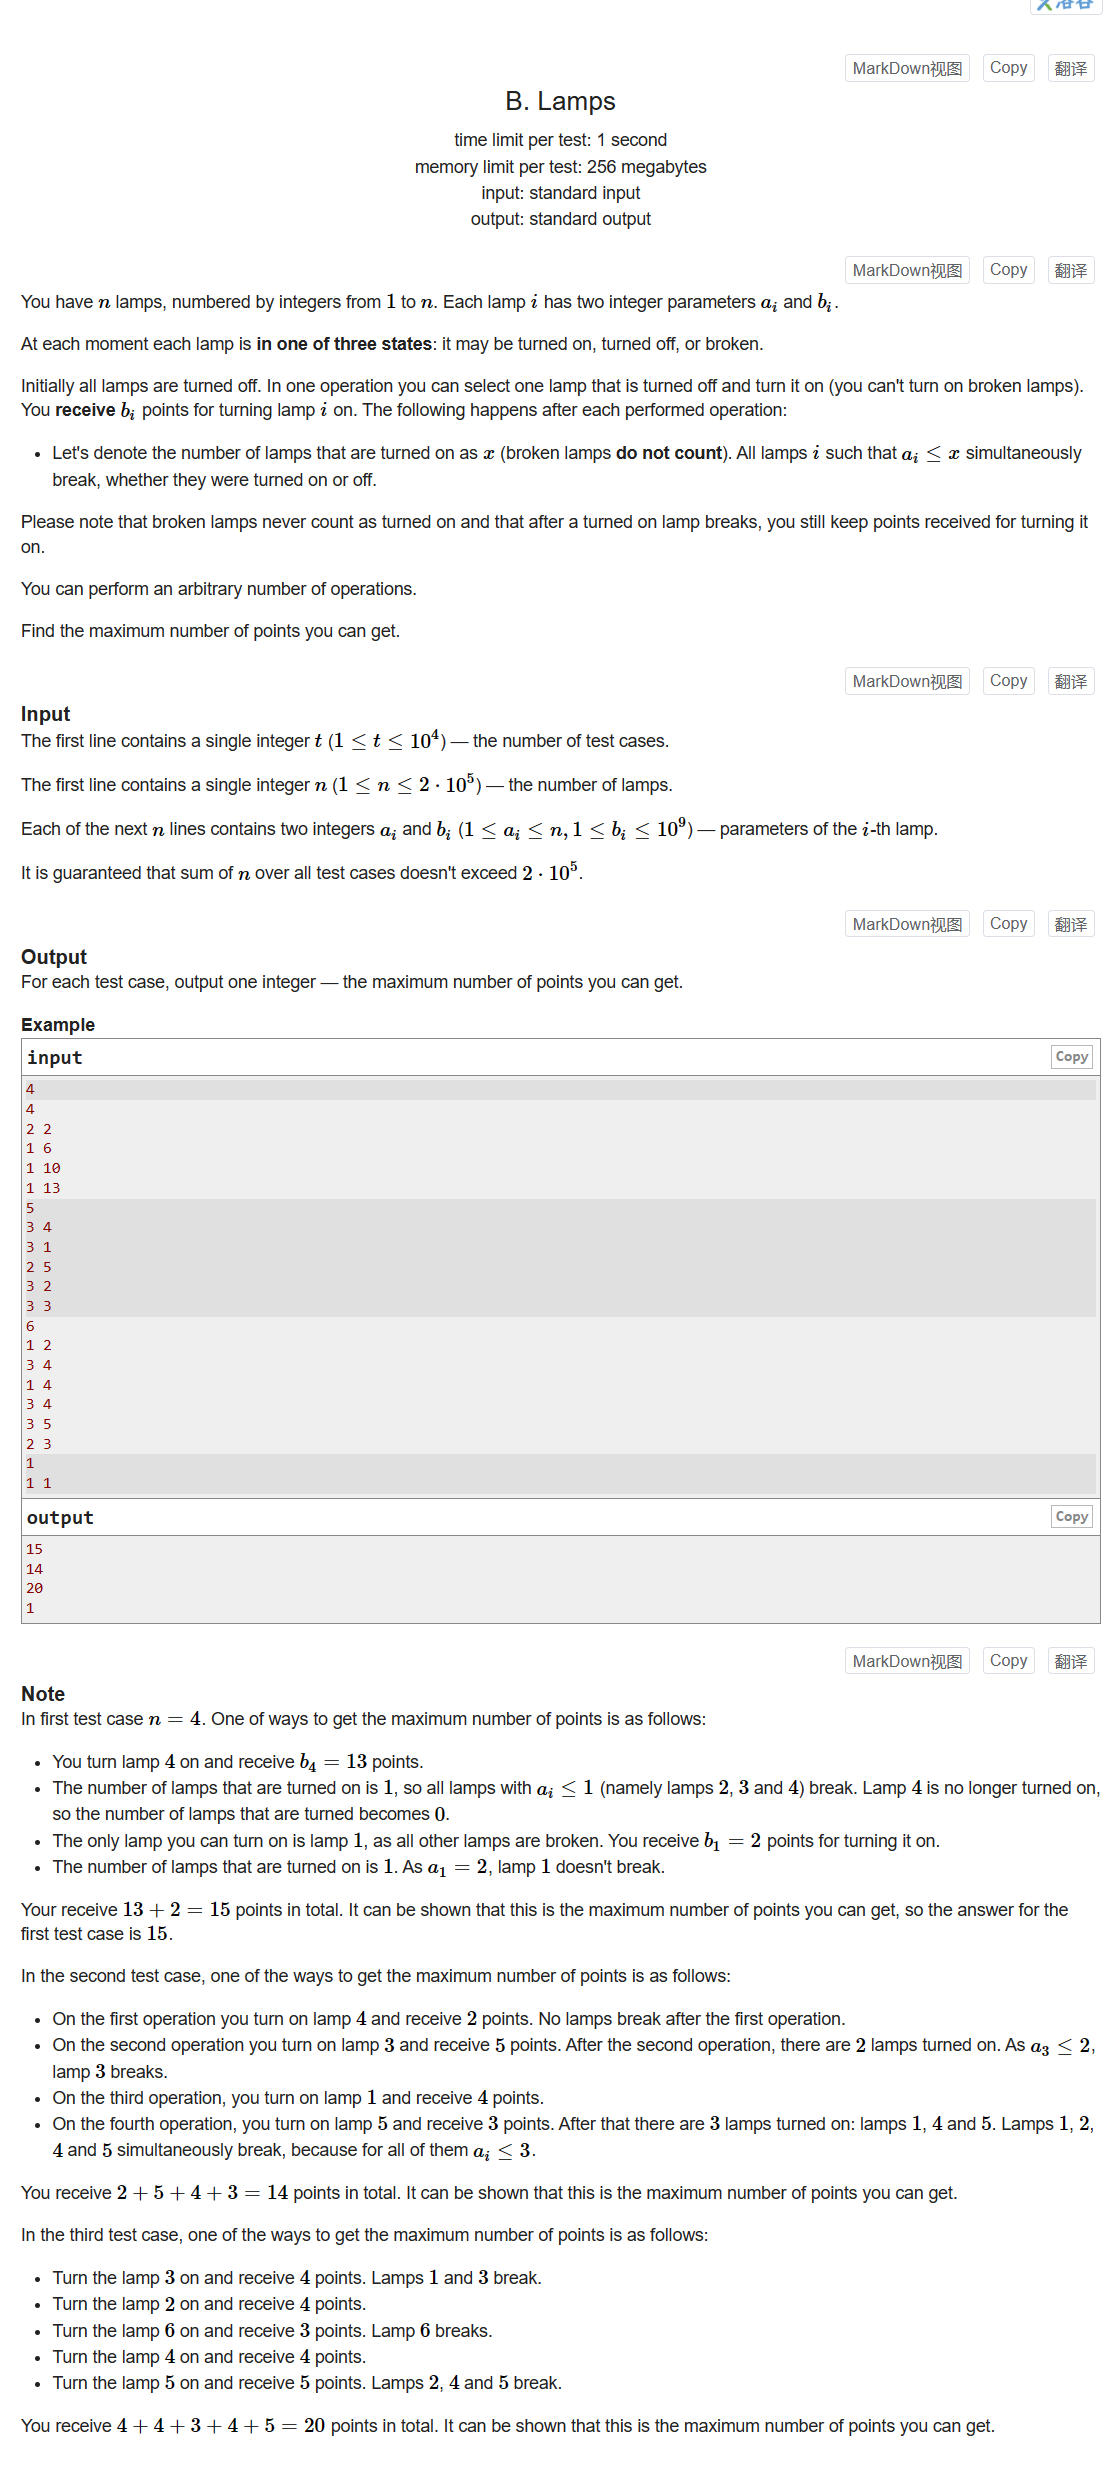 洛谷
MarkDown视图 Copy 翻译
B. Lamps
time limit per test: 1 second
memory limit per test: 256 megabytes
input: standard input
output: standard output
MarkDown视图 Copy 翻译
You have n lamps, numbered by integers from 1 to n. Each lamp i has two integer parameters a_i and b_i.
At each moment each lamp is in one of three states: it may be turned on, turned off, or broken.
Initially all lamps are turned off. In one operation you can select one lamp that is turned off and turn it on (you can't turn on broken lamps).
You receive b_i points for turning lamp i on. The following happens after each performed operation:
• Let's denote the number of lamps that are turned on as x (broken lamps do not count). All lamps i such that a_i ≤ x simultaneously
break, whether they were turned on or off.
Please note that broken lamps never count as turned on and that after a turned on lamp breaks, you still keep points received for turning it
on.
You can perform an arbitrary number of operations.
Find the maximum number of points you can get.
MarkDown视图 Copy 翻译
Input
The first line contains a single integer t (1 ≤ t ≤ 10^4) — the number of test cases.
The first line contains a single integer n (1 ≤ n ≤ 2 · 10^5) — the number of lamps.
Each of the next n lines contains two integers a_i and b_i (1 ≤ a_i ≤ n, 1 ≤ b_i ≤ 10^9) — parameters of the i-th lamp.
It is guaranteed that sum of n over all test cases doesn't exceed 2 · 10^5.
MarkDown视图 Copy 翻译
Output
For each test case, output one integer — the maximum number of points you can get.
Example
input Copy
4
4
2 2
1 6
1 10
1 13
5
3 4
3 1
2 5
3 2
3 3
6
1 2
3 4
1 4
3 4
3 5
2 3
1
1 1
output Copy
15
14
20
1
MarkDown视图 Copy 翻译
Note
In first test case n = 4. One of ways to get the maximum number of points is as follows:
• You turn lamp 4 on and receive b_4 = 13 points.
• The number of lamps that are turned on is 1, so all lamps with a_i ≤ 1 (namely lamps 2, 3 and 4) break. Lamp 4 is no longer turned on,
so the number of lamps that are turned becomes 0.
• The only lamp you can turn on is lamp 1, as all other lamps are broken. You receive b_1 = 2 points for turning it on.
• The number of lamps that are turned on is 1. As a_1 = 2, lamp 1 doesn't break.
Your receive 13 + 2 = 15 points in total. It can be shown that this is the maximum number of points you can get, so the answer for the
first test case is 15.
In the second test case, one of the ways to get the maximum number of points is as follows:
• On the first operation you turn on lamp 4 and receive 2 points. No lamps break after the first operation.
• On the second operation you turn on lamp 3 and receive 5 points. After the second operation, there are 2 lamps turned on. As a_3 ≤ 2,
lamp 3 breaks.
• On the third operation, you turn on lamp 1 and receive 4 points.
• On the fourth operation, you turn on lamp 5 and receive 3 points. After that there are 3 lamps turned on: lamps 1, 4 and 5. Lamps 1, 2,
4 and 5 simultaneously break, because for all of them a_i ≤ 3.
You receive 2 + 5 + 4 + 3 = 14 points in total. It can be shown that this is the maximum number of points you can get.
In the third test case, one of the ways to get the maximum number of points is as follows:
• Turn the lamp 3 on and receive 4 points. Lamps 1 and 3 break.
• Turn the lamp 2 on and receive 4 points.
• Turn the lamp 6 on and receive 3 points. Lamp 6 breaks.
• Turn the lamp 4 on and receive 4 points.
• Turn the lamp 5 on and receive 5 points. Lamps 2, 4 and 5 break.
You receive 4 + 4 + 3 + 4 + 5 = 20 points in total. It can be shown that this is the maximum number of points you can get.